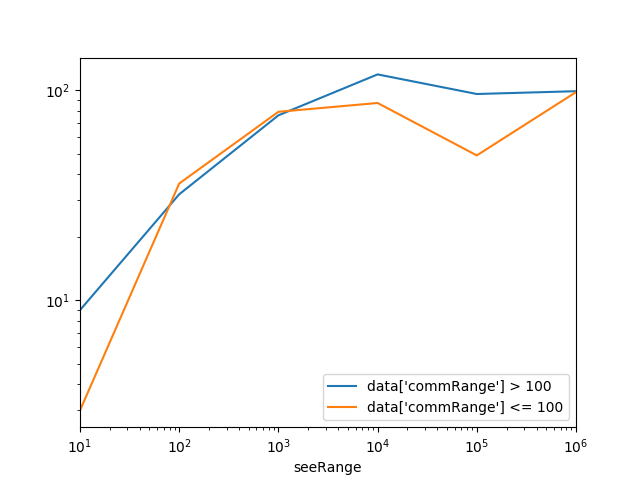 10²
10¹
10¹ 10² 10³ 10⁴ 10⁵ 10⁶
seeRange
data['commRange'] > 100
data['commRange'] <= 100